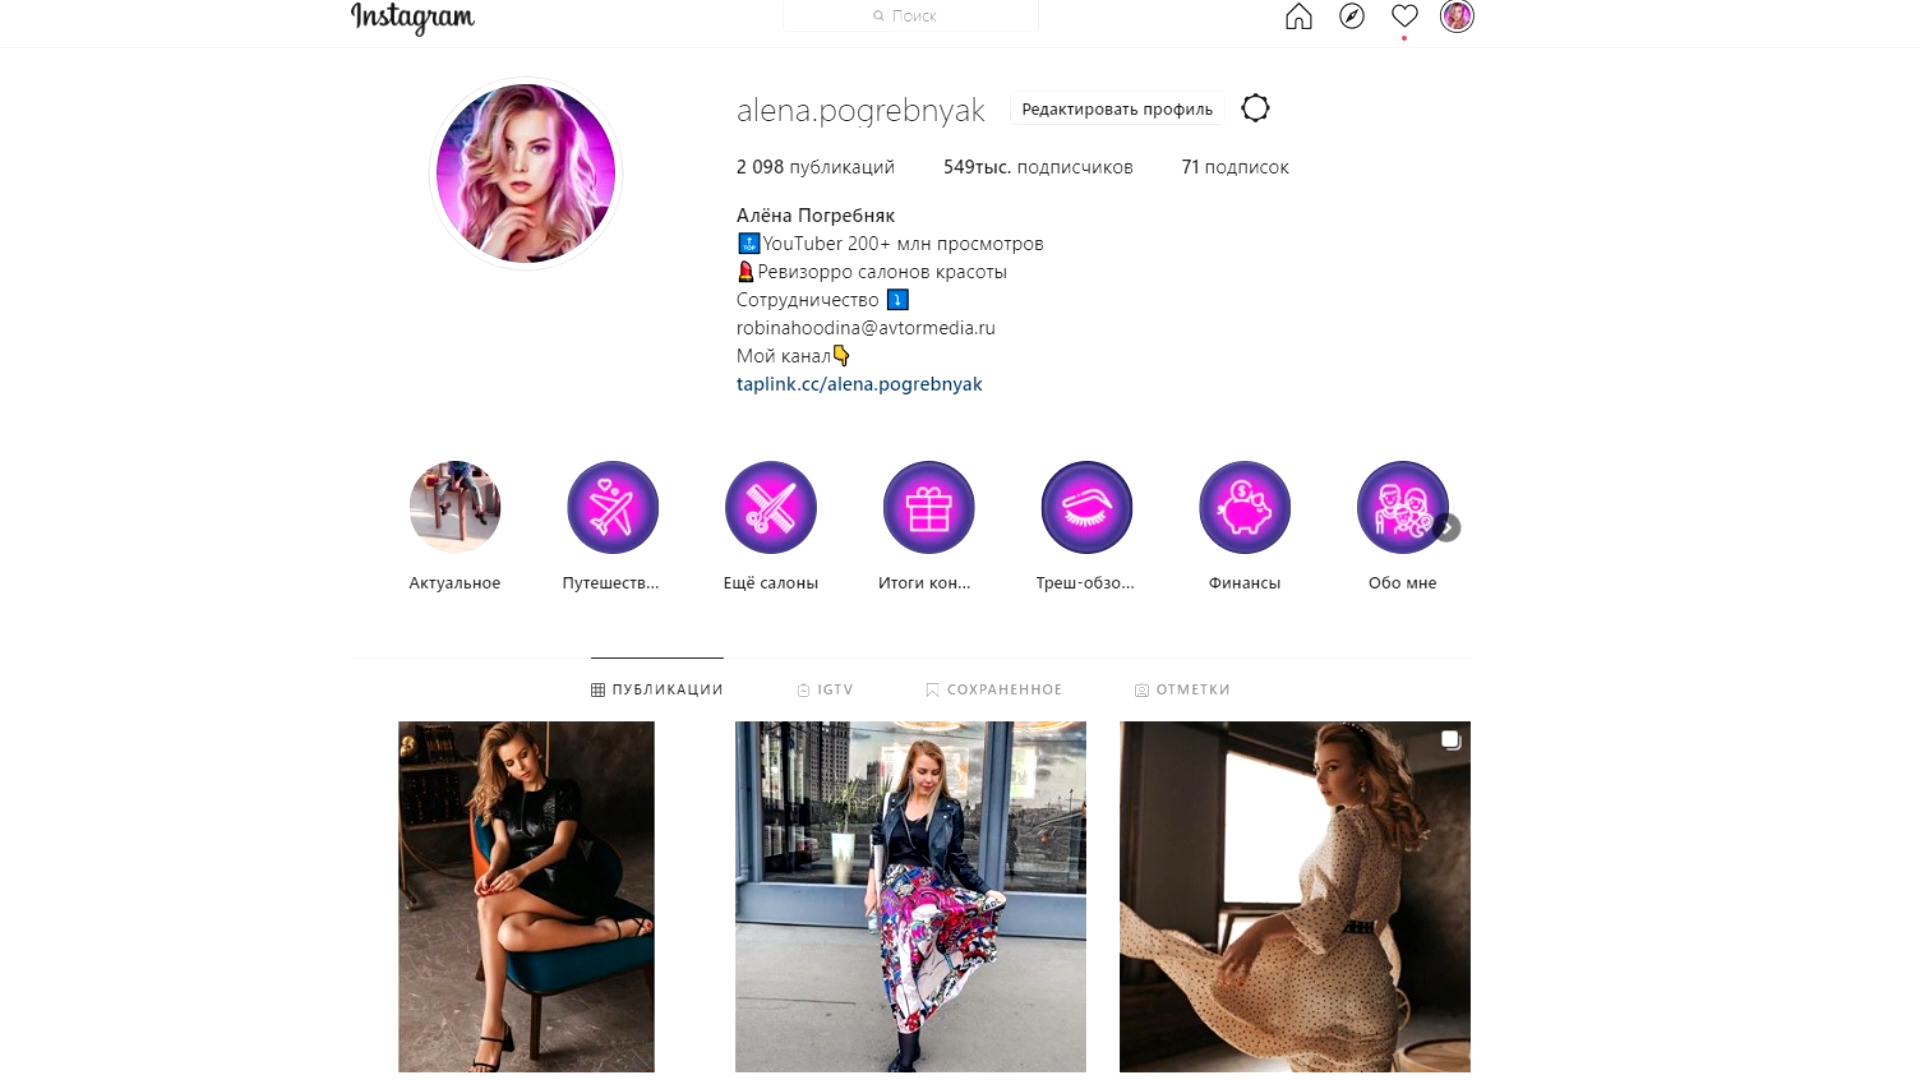 Instagram
Поиск
alena.pogrebnyak
Редактировать профиль
2 098 публикаций 549тыс. подписчиков 71 подписок
Алёна Погребняк
🔝YouTuber 200+ млн просмотров
💄Ревизорро салонов красоты
Сотрудничество ⤵️
robinahoodina@avtormedia.ru
Мой канал👇
taplink.cc/alena.pogrebnyak
Актуальное Путешеств... Ещё салоны Итоги кон... Треш-обзо... Финансы Обо мне
ПУБЛИКАЦИИ IGTV СОХРАНЕННОЕ ОТМЕТКИ